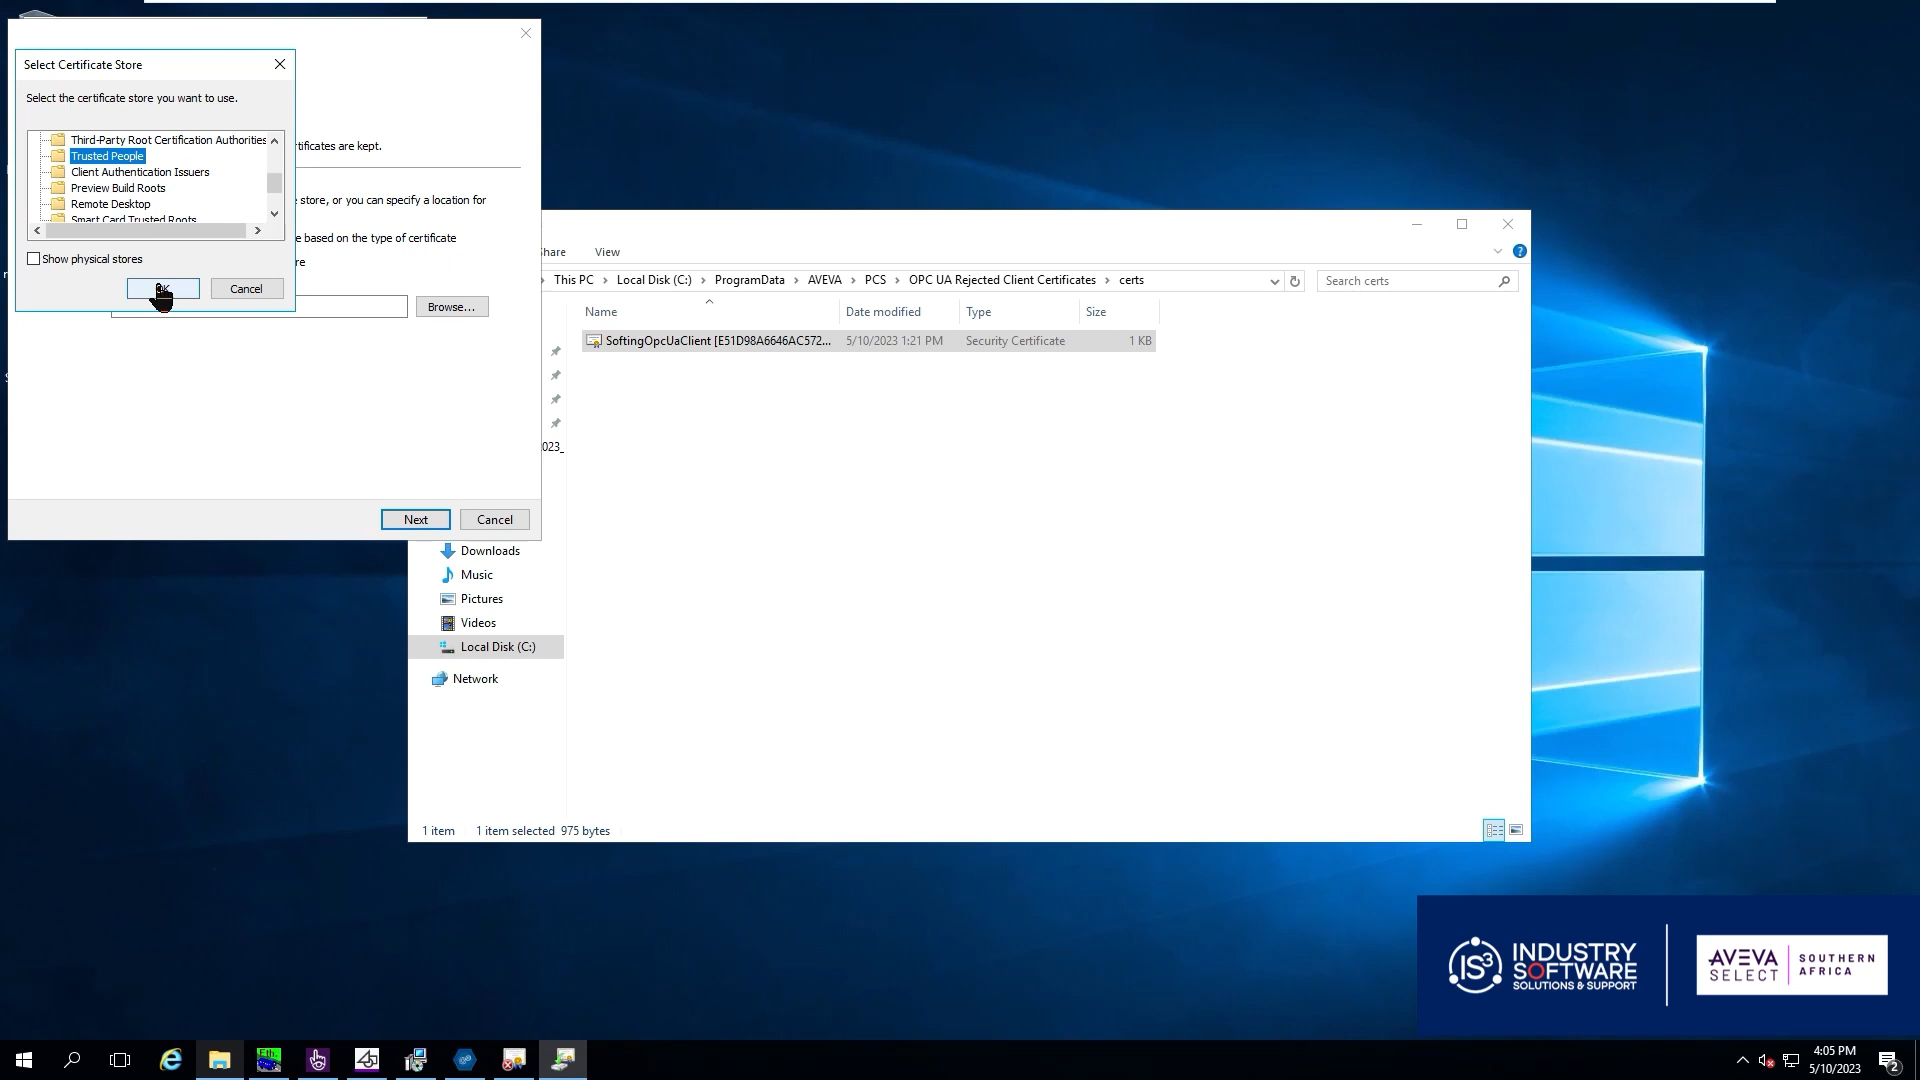 Select Certificate Store
Select the certificate store you want to use.
Third-Party Root Certification Authorities
Trusted People
Client Authentication Issuers
Preview Build Roots
Remote Desktop
Smart Card Trusted Roots
Show physical stores
Cancel
tificates are kept.
store, or you can specify a location for
e based on the type of certificate
re
Browse...
Next
Cancel
Share
View
This PC > Local Disk (C:) > ProgramData > AVEVA > PCS > OPC UA Rejected Client Certificates > certs
Search certs
Name
Date modified
Type
Size
SoftingOpcUaClient [E51D98A6646AC572...
5/10/2023 1:21 PM
Security Certificate
1 KB
023_
Downloads
Music
Pictures
Videos
Local Disk (C:)
Network
1 item
1 item selected 975 bytes
IS3
INDUSTRY
SOFTWARE
SOLUTIONS & SUPPORT
AVEVA
SELECT
SOUTHERN
AFRICA
Eth.
4:05 PM
5/10/2023
2